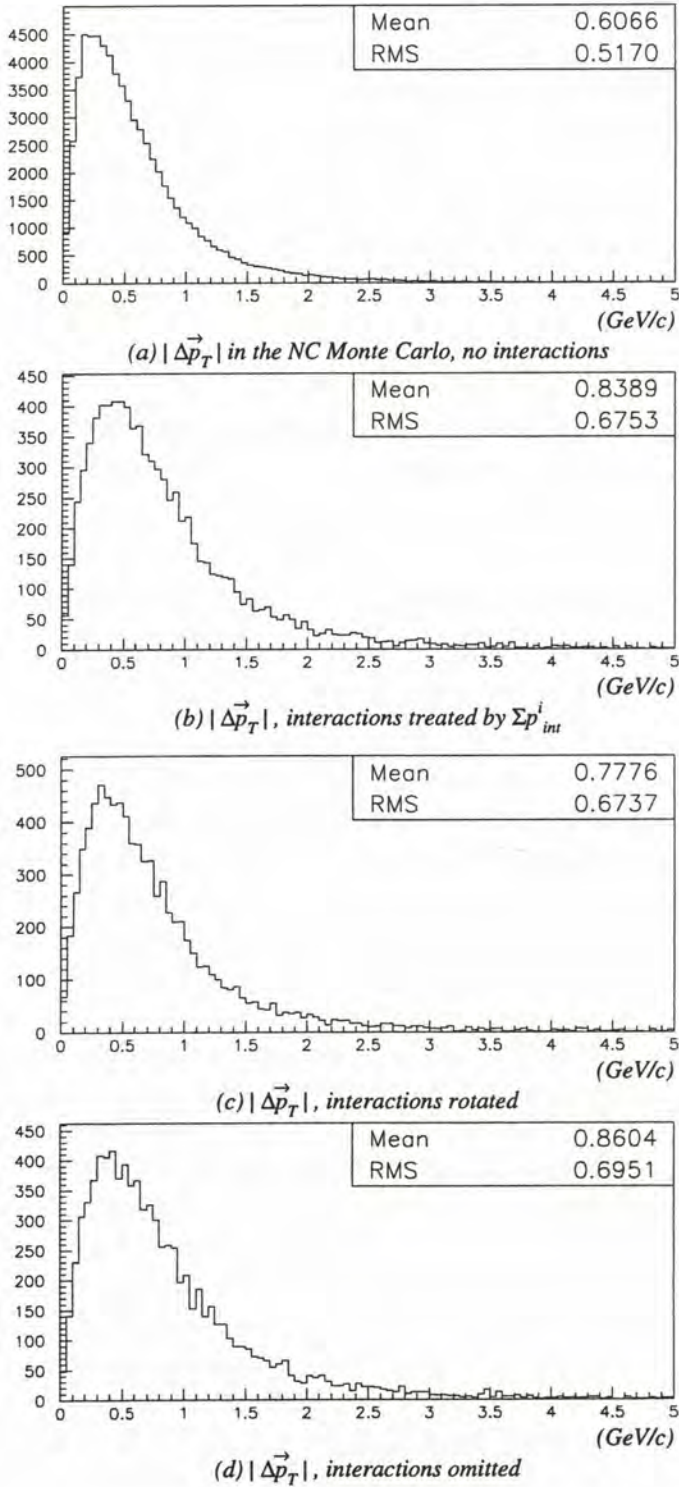 Mean 0.6066
RMS 0.5170
4500
4000
3500
3000
2500
2000
1500
1000
500
0
0 0.5 1 1.5 2 2.5 3 3.5 4 4.5 5
(GeV/c)
(a) | Δp⃗_T | in the NC Monte Carlo, no interactions
Mean 0.8389
RMS 0.6753
450
400
350
300
250
200
150
100
50
0
0 0.5 1 1.5 2 2.5 3 3.5 4 4.5 5
(GeV/c)
(b) | Δp⃗_T | , interactions treated by Σp^i_int
Mean 0.7776
RMS 0.6737
500
400
300
200
100
0
0 0.5 1 1.5 2 2.5 3 3.5 4 4.5 5
(GeV/c)
(c) | Δp⃗_T | , interactions rotated
Mean 0.8604
RMS 0.6951
450
400
350
300
250
200
150
100
50
0
0 0.5 1 1.5 2 2.5 3 3.5 4 4.5 5
(GeV/c)
(d) | Δp⃗_T | , interactions omitted